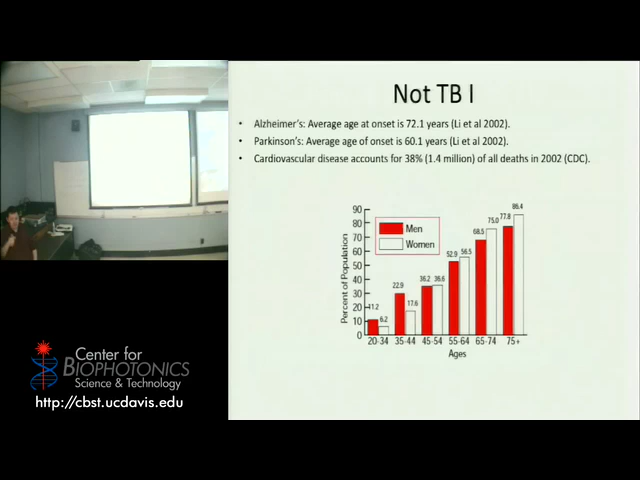 Not TB I
• Alzheimer's: Average age at onset is 72.1 years (Li et al 2002).
• Parkinson's: Average age of onset is 60.1 years (Li et al 2002).
• Cardiovascular disease accounts for 38% (1.4 million) of all deaths in 2002 (CDC).
Percent of Population
90
80
70
60
50
40
30
20
10
0
Men
Women
11.2
6.2
22.9
17.6
36.2
36.6
52.9
56.5
68.5
75.0
77.8
86.4
20-34 35-44 45-54 55-64 65-74 75+
Ages
Center for
BIOPHOTONICS
Science & Technology
http://cbst.ucdavis.edu